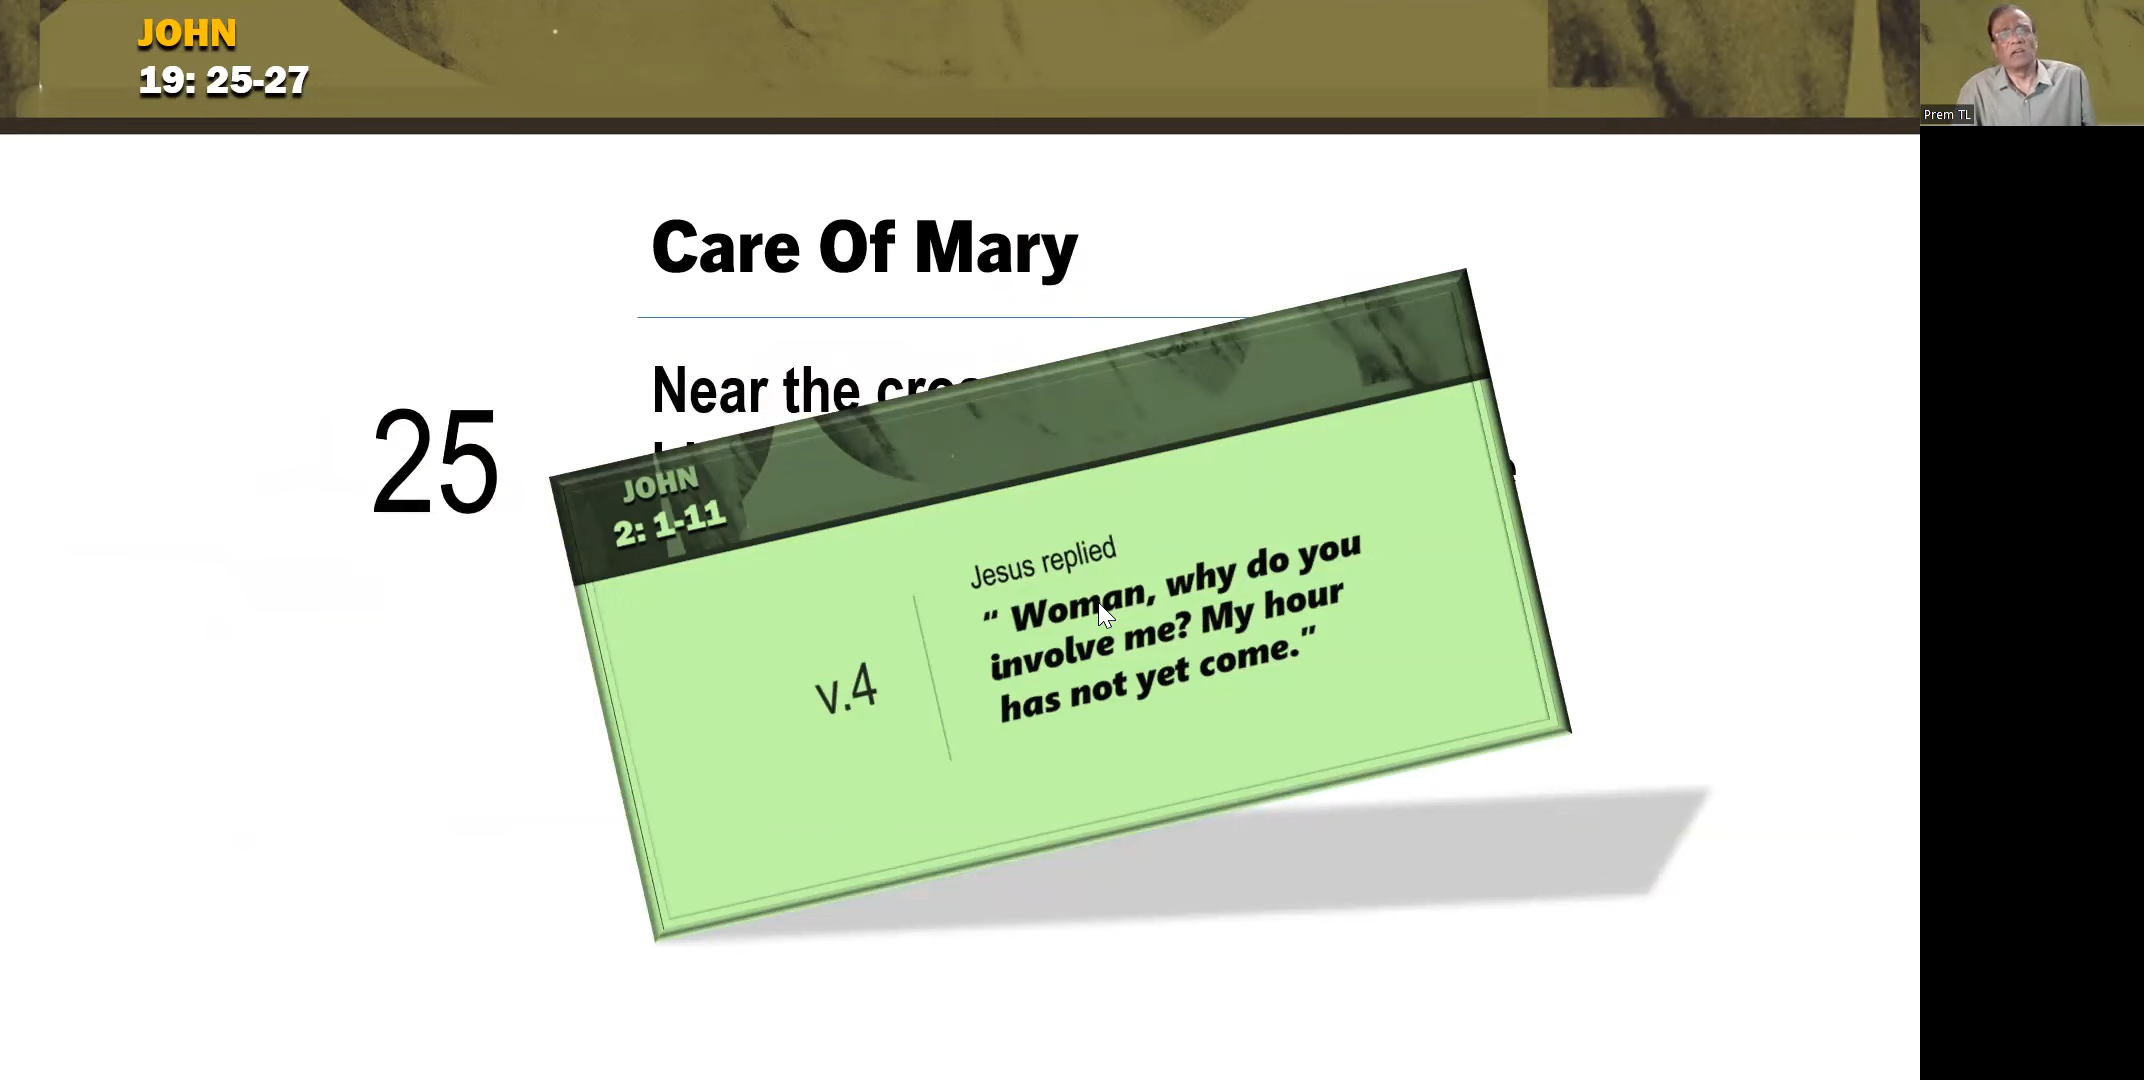 JOHN
19: 25-27
Prem TL
Care Of Mary
25
Near the
JOHN
2: 1-11
Jesus replied
“ Woman, why do you
involve me? My hour
has not yet come.”
v.4